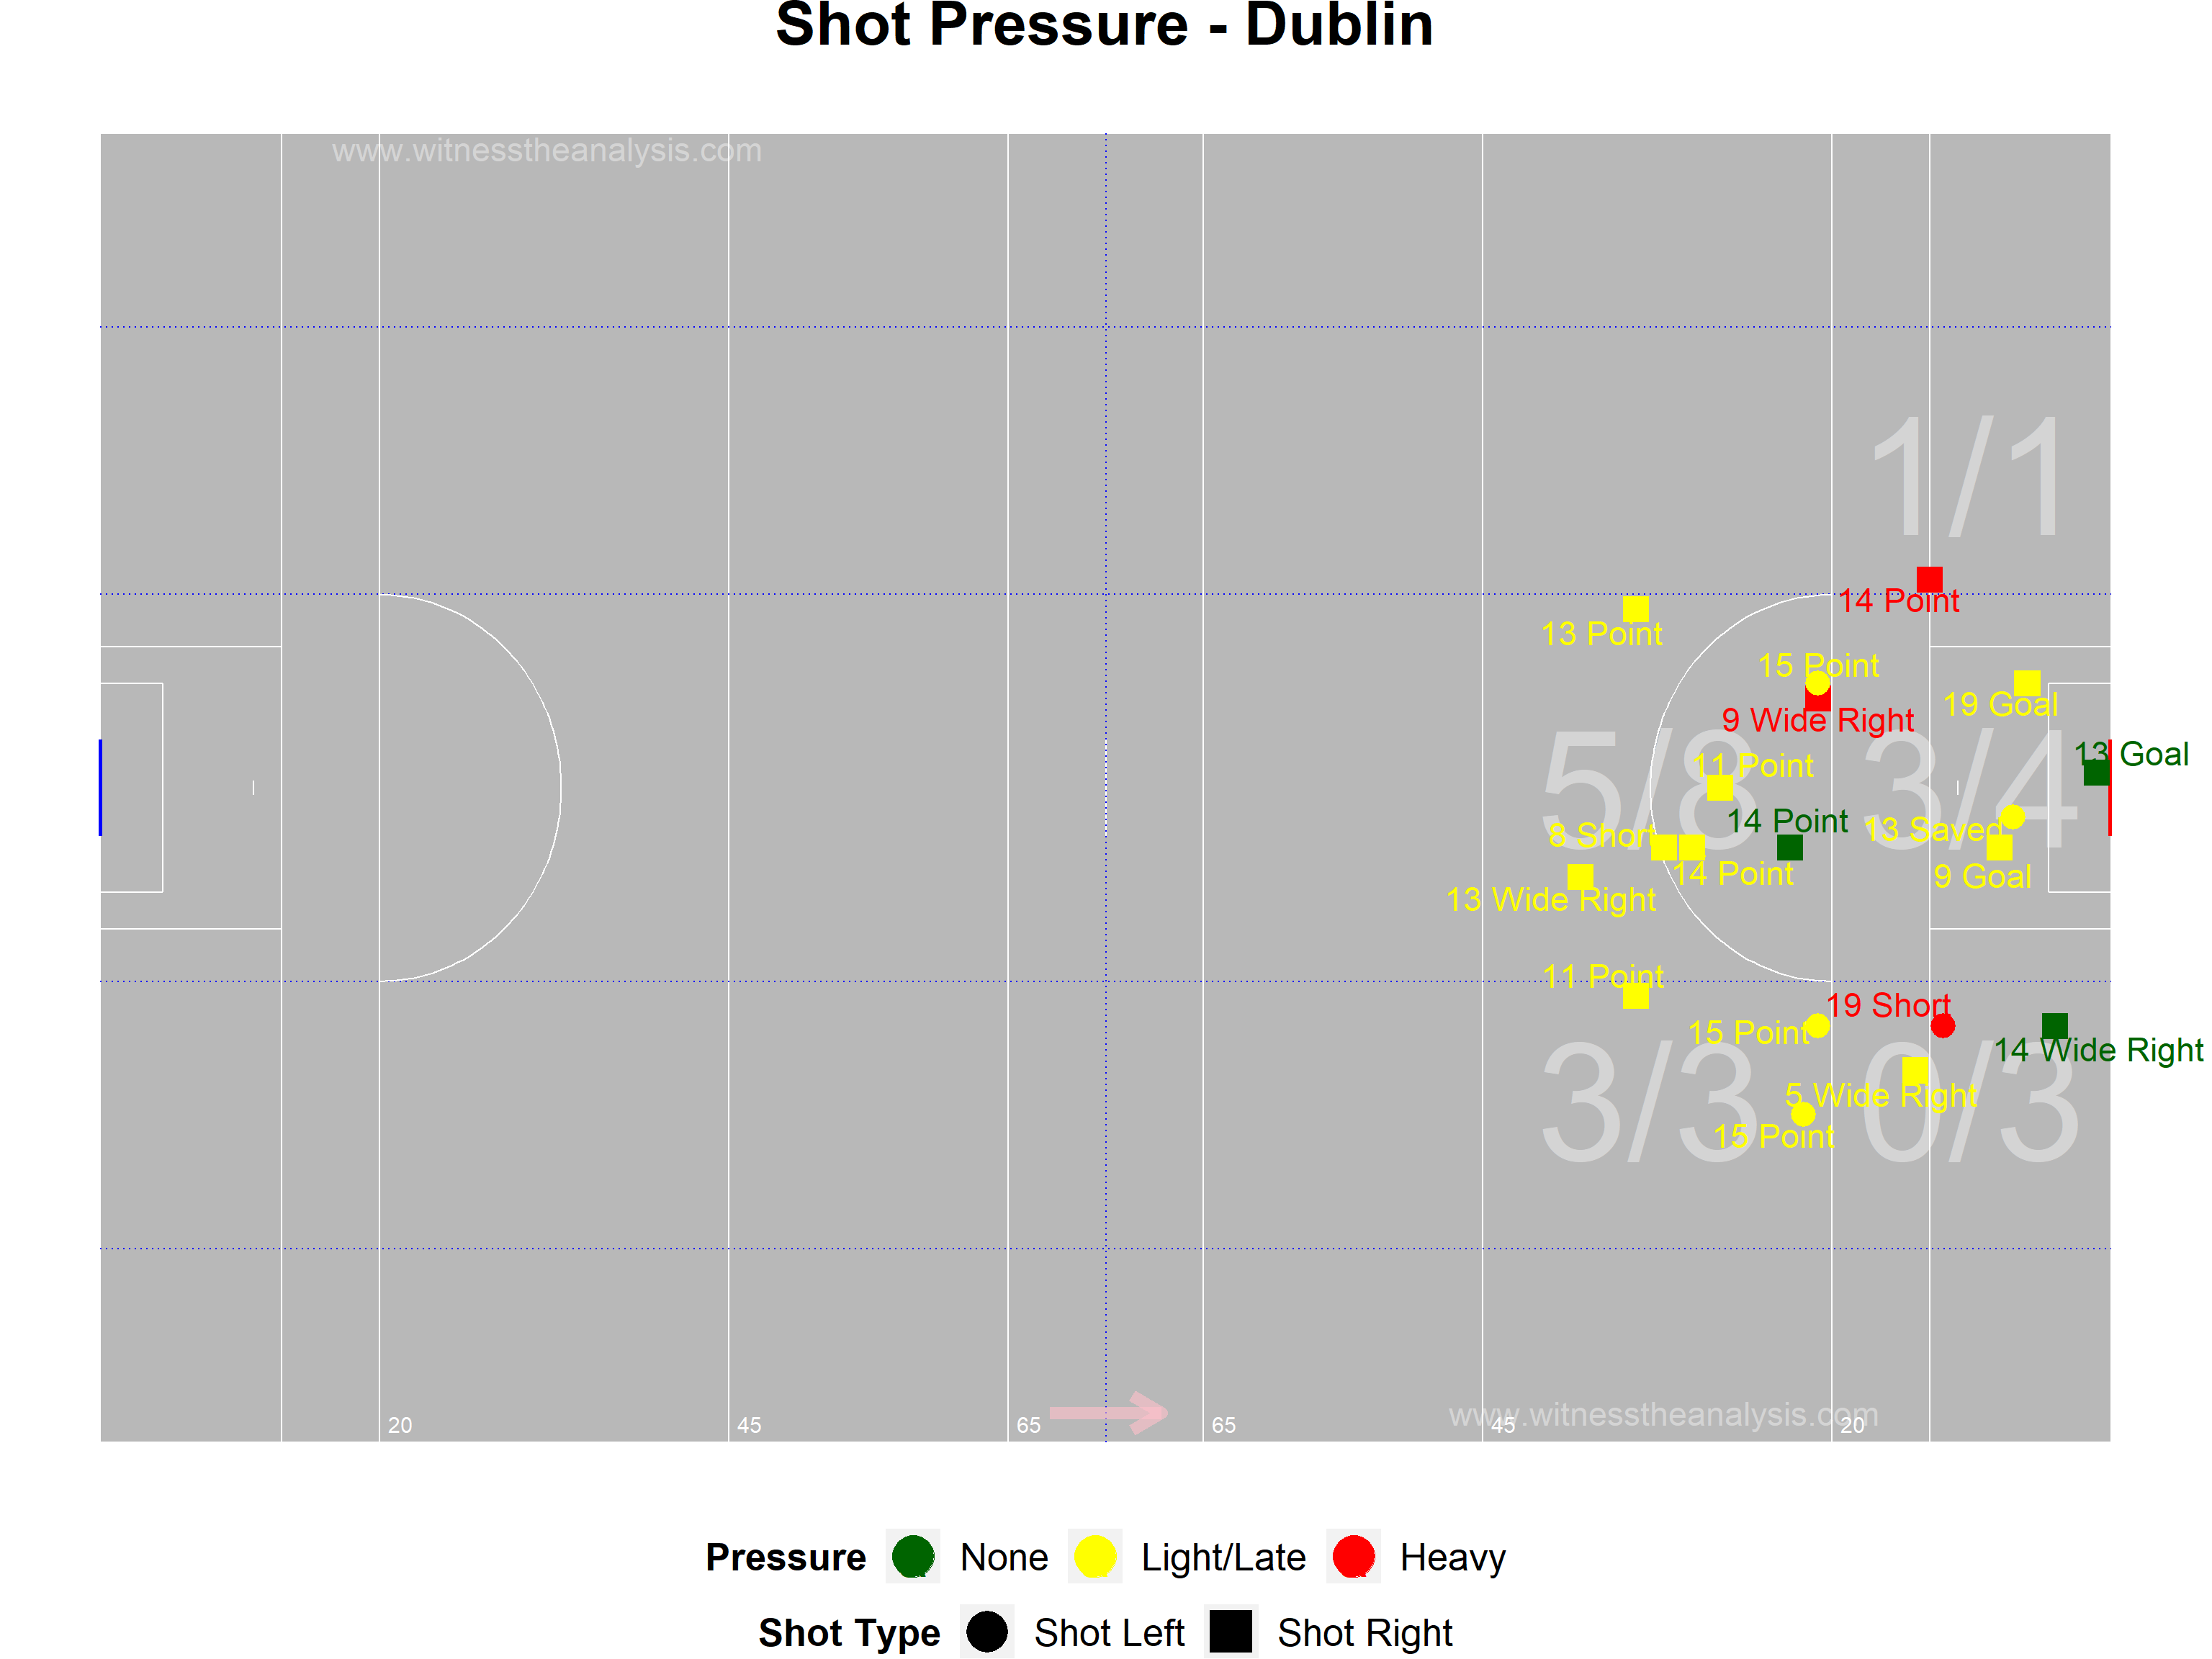 Shot Pressure - Dublin
www.witnesstheanalysis.com
1/1
14 Point
13 Point
15 Point
19 Goal
9 Wide Right
5/8
3/4
13 Goal
11 Point
14 Point
13 Saved
8 Short
14 Point
9 Goal
13 Wide Right
11 Point
19 Short
15 Point
14 Wide Right
3/3
0/3
5 Wide Right
15 Point
www.witnesstheanalysis.com
20
45
65
65
45
20
Pressure None Light/Late Heavy
Shot Type Shot Left Shot Right